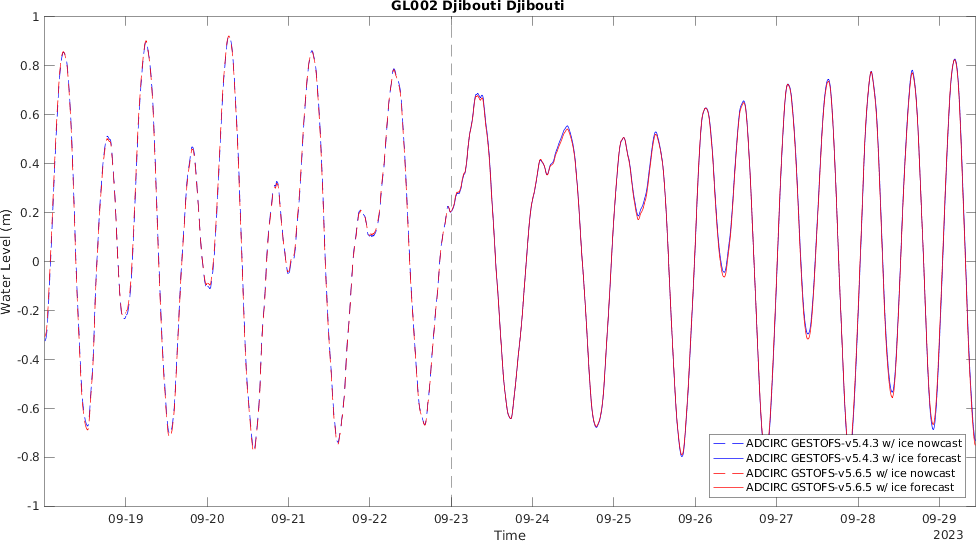 GL002 Djibouti Djibouti
1
0.8
0.6
0.4
0.2
0
-0.2
-0.4
-0.6
-0.8
-1
Water Level (m)
ADCIRC GESTOFS-v5.4.3 w/ ice nowcast
ADCIRC GESTOFS-v5.4.3 w/ ice forecast
ADCIRC GSTOFS-v5.6.5 w/ ice nowcast
ADCIRC GSTOFS-v5.6.5 w/ ice forecast
09-19 09-20 09-21 09-22 09-23 09-24 09-25 09-26 09-27 09-28 09-29
Time
2023